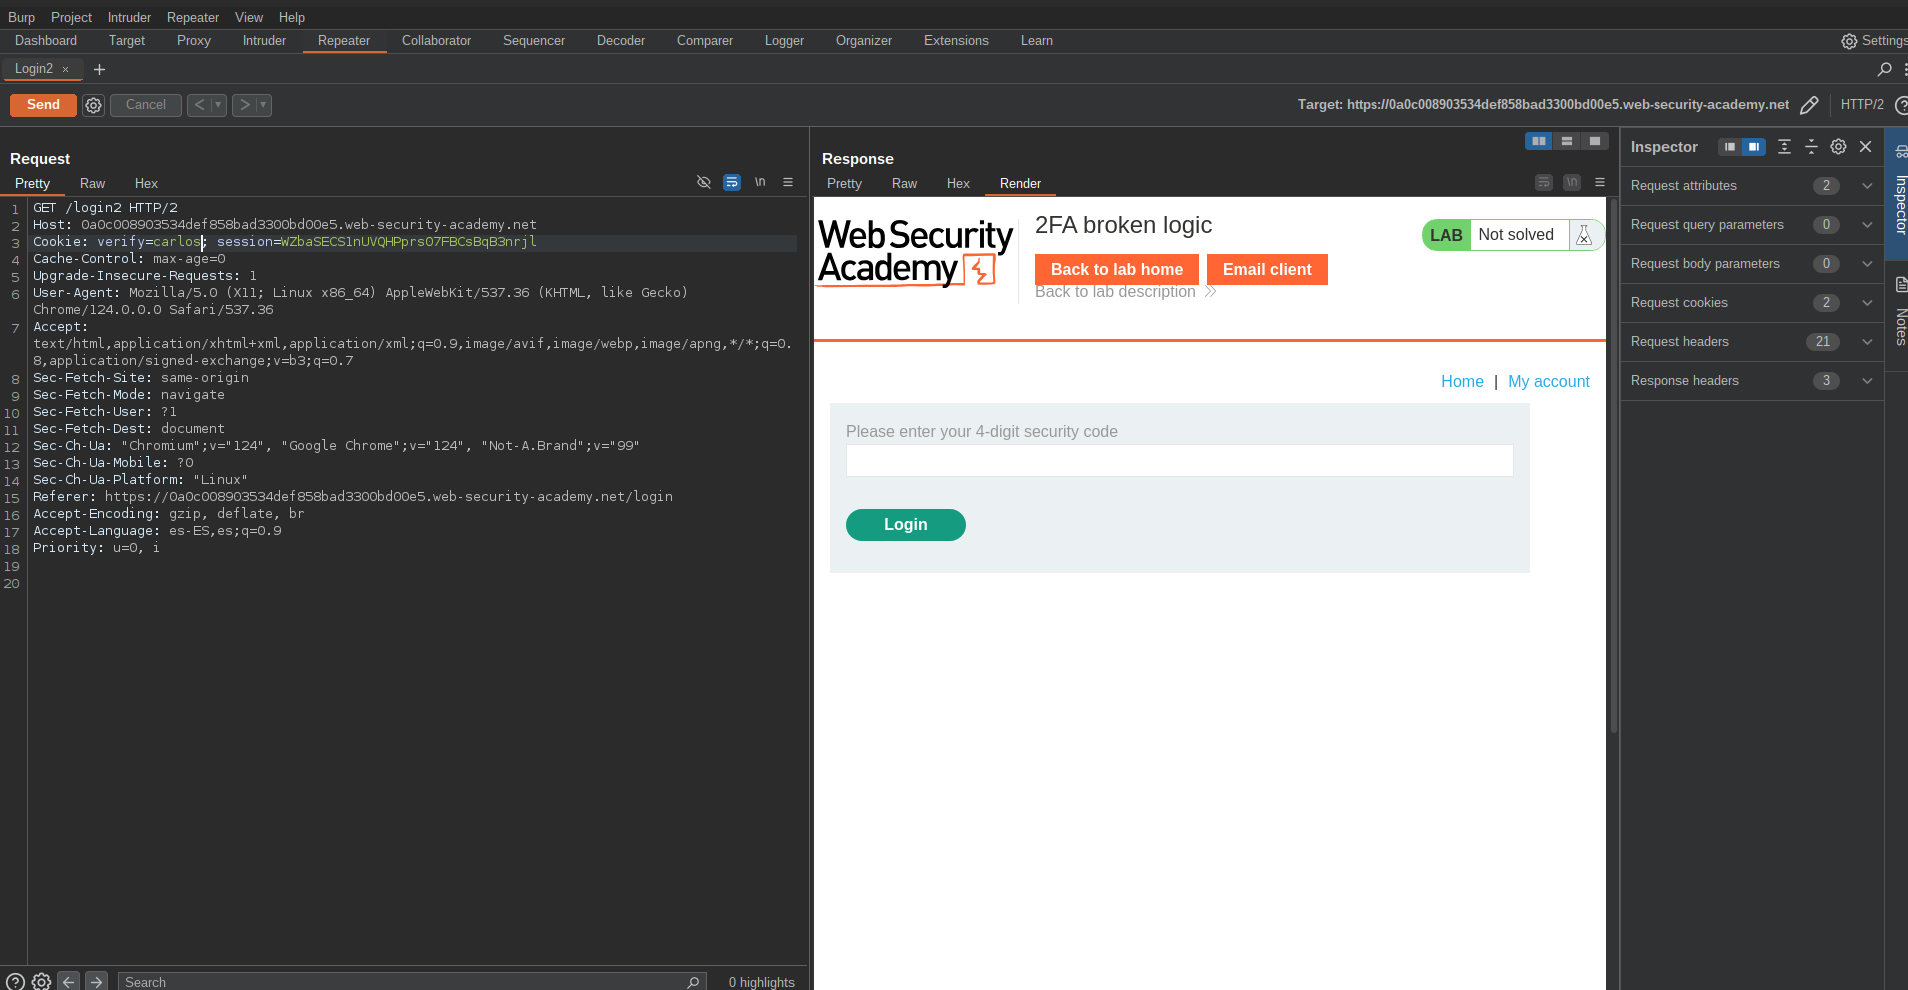 Burp Project Intruder Repeater View Help
Dashboard Target Proxy Intruder Repeater Collaborator Sequencer Decoder Comparer Logger Organizer Extensions Learn Settings
Login2 × +
Send Cancel < >
Target: https://0a0c008903534def858bad3300bd00e5.web-security-academy.net HTTP/2
Request
Pretty Raw Hex \n
1 GET /login2 HTTP/2
2 Host: 0a0c008903534def858bad3300bd00e5.web-security-academy.net
3 Cookie: verify=carlos; session=WZbaSECS1nUVQHPprsO7FBCsBqB3nrjl
4 Cache-Control: max-age=0
5 Upgrade-Insecure-Requests: 1
6 User-Agent: Mozilla/5.0 (X11; Linux x86_64) AppleWebKit/537.36 (KHTML, like Gecko)
Chrome/124.0.0.0 Safari/537.36
7 Accept:
text/html,application/xhtml+xml,application/xml;q=0.9,image/avif,image/webp,image/apng,*/*;q=0.
8,application/signed-exchange;v=b3;q=0.7
8 Sec-Fetch-Site: same-origin
9 Sec-Fetch-Mode: navigate
10 Sec-Fetch-User: ?1
11 Sec-Fetch-Dest: document
12 Sec-Ch-Ua: "Chromium";v="124", "Google Chrome";v="124", "Not-A.Brand";v="99"
13 Sec-Ch-Ua-Mobile: ?0
14 Sec-Ch-Ua-Platform: "Linux"
15 Referer: https://0a0c008903534def858bad3300bd00e5.web-security-academy.net/login
16 Accept-Encoding: gzip, deflate, br
17 Accept-Language: es-ES,es;q=0.9
18 Priority: u=0, i
19
20
Search 0 highlights
Response
Pretty Raw Hex Render \n
Web Security
Academy
2FA broken logic
LAB Not solved
Back to lab home Email client
Back to lab description
Home | My account
Please enter your 4-digit security code
Login
Inspector
Request attributes 2
Request query parameters 0
Request body parameters 0
Request cookies 2
Request headers 21
Response headers 3
Inspector
Notes